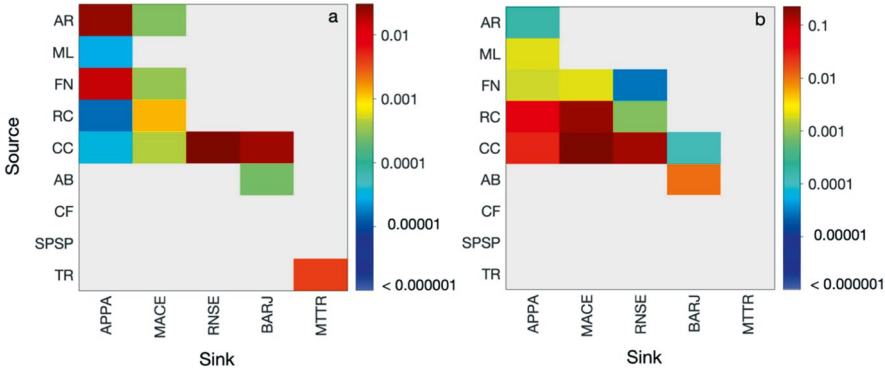 a
AR
ML
FN
RC
CC
AB
CF
SPSP
TR
Source
APPA
MACE
RNSE
BARJ
MTTR
Sink
0.01
0.001
0.0001
0.00001
< 0.000001
b
AR
ML
FN
RC
CC
AB
CF
SPSP
TR
APPA
MACE
RNSE
BARJ
MTTR
Sink
0.1
0.01
0.001
0.0001
0.00001
< 0.000001